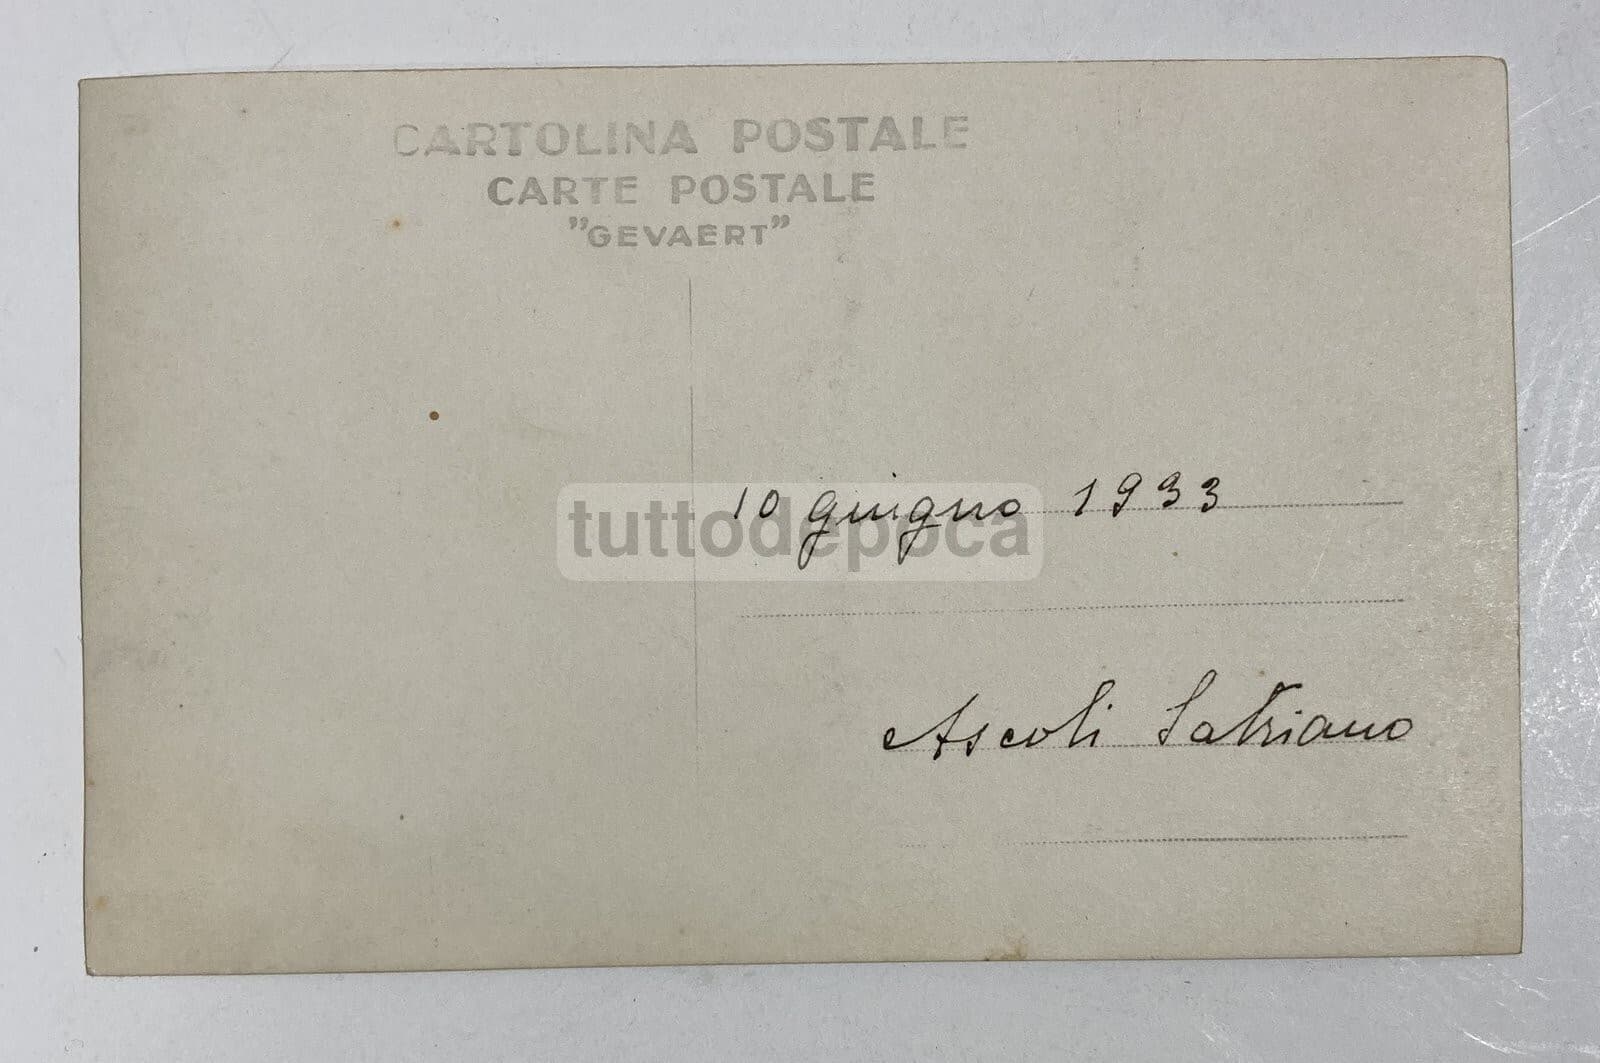 CARTOLINA POSTALE
CARTE POSTALE
"GEVAERT"
10 giugno 1933
tuttodepoca
Ascoli Satriano